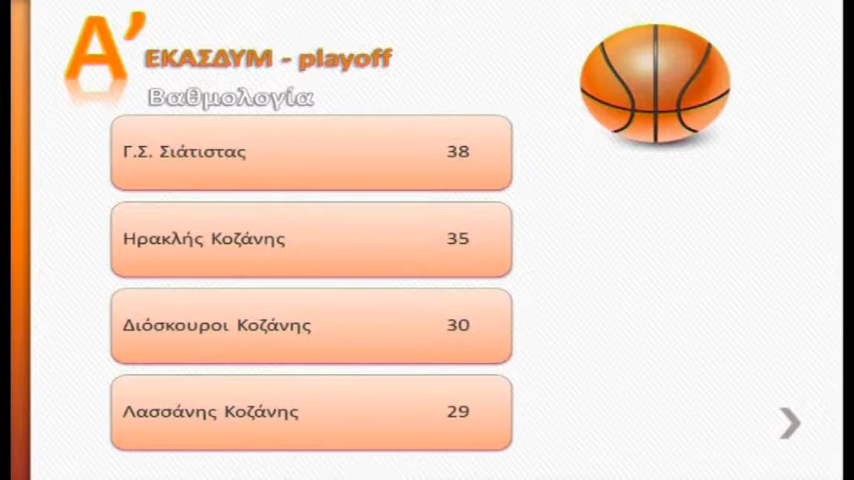 Α’ ΕΚΑΣΔΥΜ - playoff
Βαθμολογία
Γ.Σ. Σιάτιστας 38
Ηρακλής Κοζάνης 35
Διόσκουροι Κοζάνης 30
Λασσάνης Κοζάνης 29